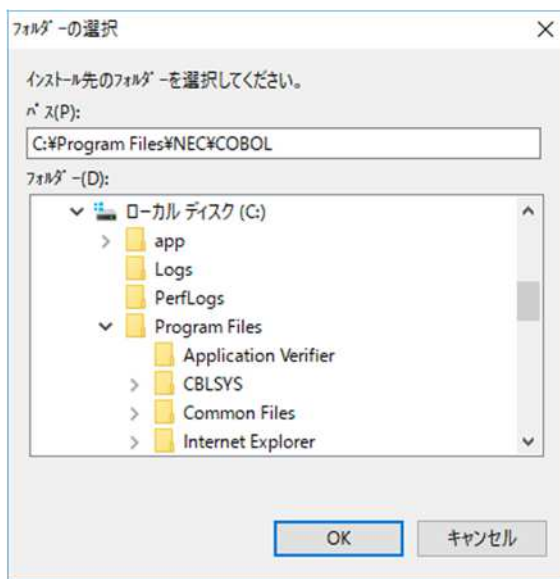 フォルダーの選択
インストール先のフォルダーを選択してください。
パス(P):
C:¥Program Files¥NEC¥COBOL
フォルダー(D):
ローカル ディスク (C:)
app
Logs
PerfLogs
Program Files
Application Verifier
CBLSYS
Common Files
Internet Explorer
OK キャンセル